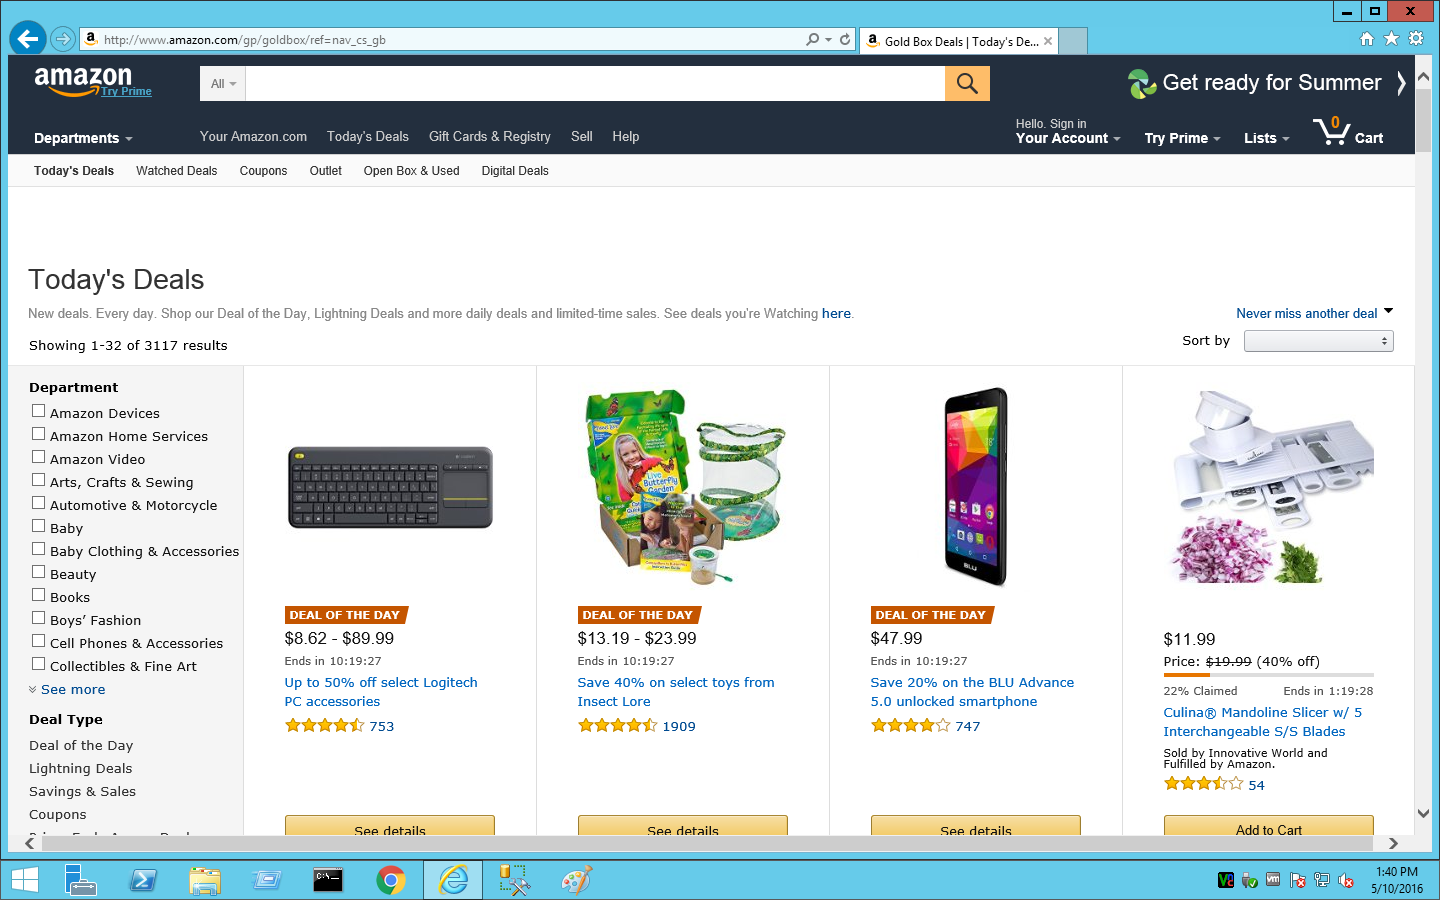 http://www.amazon.com/gp/goldbox/ref=nav_cs_gb
Gold Box Deals | Today's De...
amazon
Try Prime
All
Get ready for Summer
Departments
Your Amazon.com
Today's Deals
Gift Cards & Registry
Sell
Help
Hello. Sign in
Your Account
Try Prime
Lists
0
Cart
Today's Deals
Watched Deals
Coupons
Outlet
Open Box & Used
Digital Deals
Today's Deals
New deals. Every day. Shop our Deal of the Day, Lightning Deals and more daily deals and limited-time sales. See deals you're Watching here.
Never miss another deal
Showing 1-32 of 3117 results
Sort by
Department
Amazon Devices
Amazon Home Services
Amazon Video
Arts, Crafts & Sewing
Automotive & Motorcycle
Baby
Baby Clothing & Accessories
Beauty
Books
Boys’ Fashion
Cell Phones & Accessories
Collectibles & Fine Art
See more
Deal Type
Deal of the Day
Lightning Deals
Savings & Sales
Coupons
DEAL OF THE DAY
$8.62 - $89.99
Ends in 10:19:27
Up to 50% off select Logitech
PC accessories
753
See details
Live
Butterfly
Garden
DEAL OF THE DAY
$13.19 - $23.99
Ends in 10:19:27
Save 40% on select toys from
Insect Lore
1909
See details
BLU
DEAL OF THE DAY
$47.99
Ends in 10:19:27
Save 20% on the BLU Advance
5.0 unlocked smartphone
747
See details
$11.99
Price: $19.99 (40% off)
22% Claimed
Ends in 1:19:28
Culina® Mandoline Slicer w/ 5
Interchangeable S/S Blades
Sold by Innovative World and
Fulfilled by Amazon.
54
Add to Cart
1:40 PM
5/10/2016